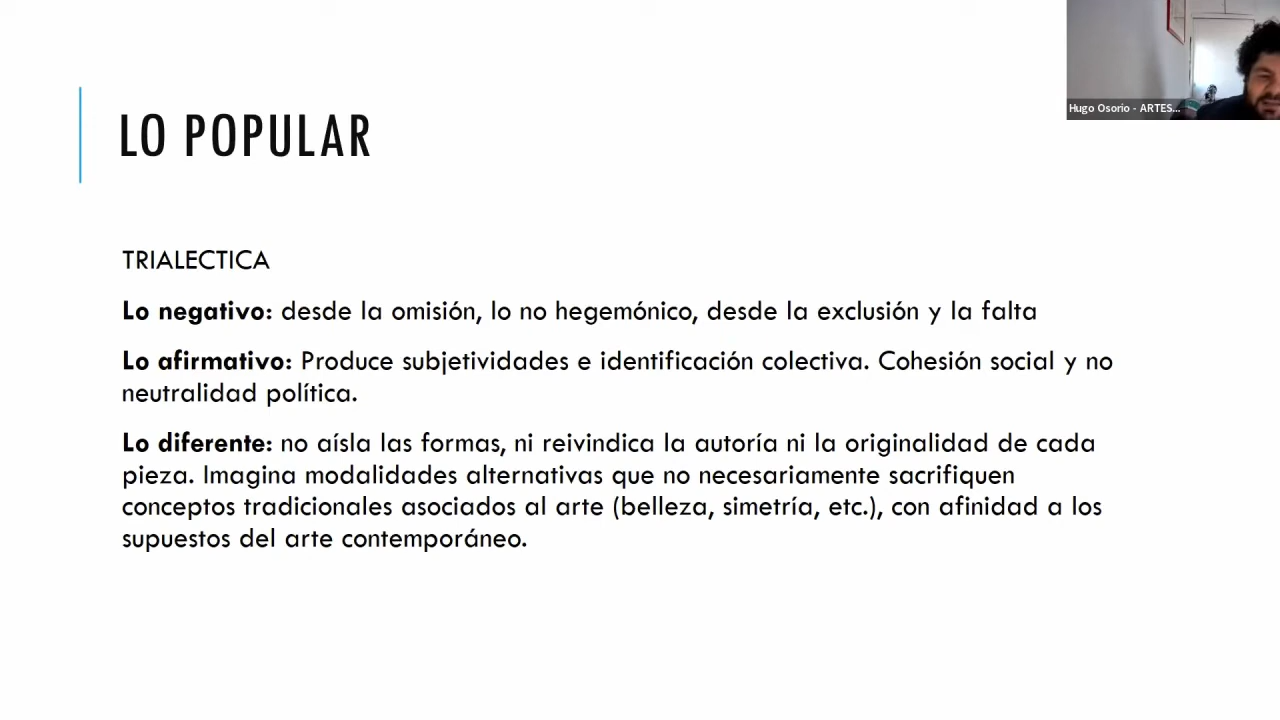 Hugo Osorio - ARTES...
LO POPULAR
TRIALECTICA
Lo negativo: desde la omisión, lo no hegemónico, desde la exclusión y la falta
Lo afirmativo: Produce subjetividades e identificación colectiva. Cohesión social y no
neutralidad política.
Lo diferente: no aísla las formas, ni reivindica la autoría ni la originalidad de cada
pieza. Imagina modalidades alternativas que no necesariamente sacrifiquen
conceptos tradicionales asociados al arte (belleza, simetría, etc.), con afinidad a los
supuestos del arte contemporáneo.